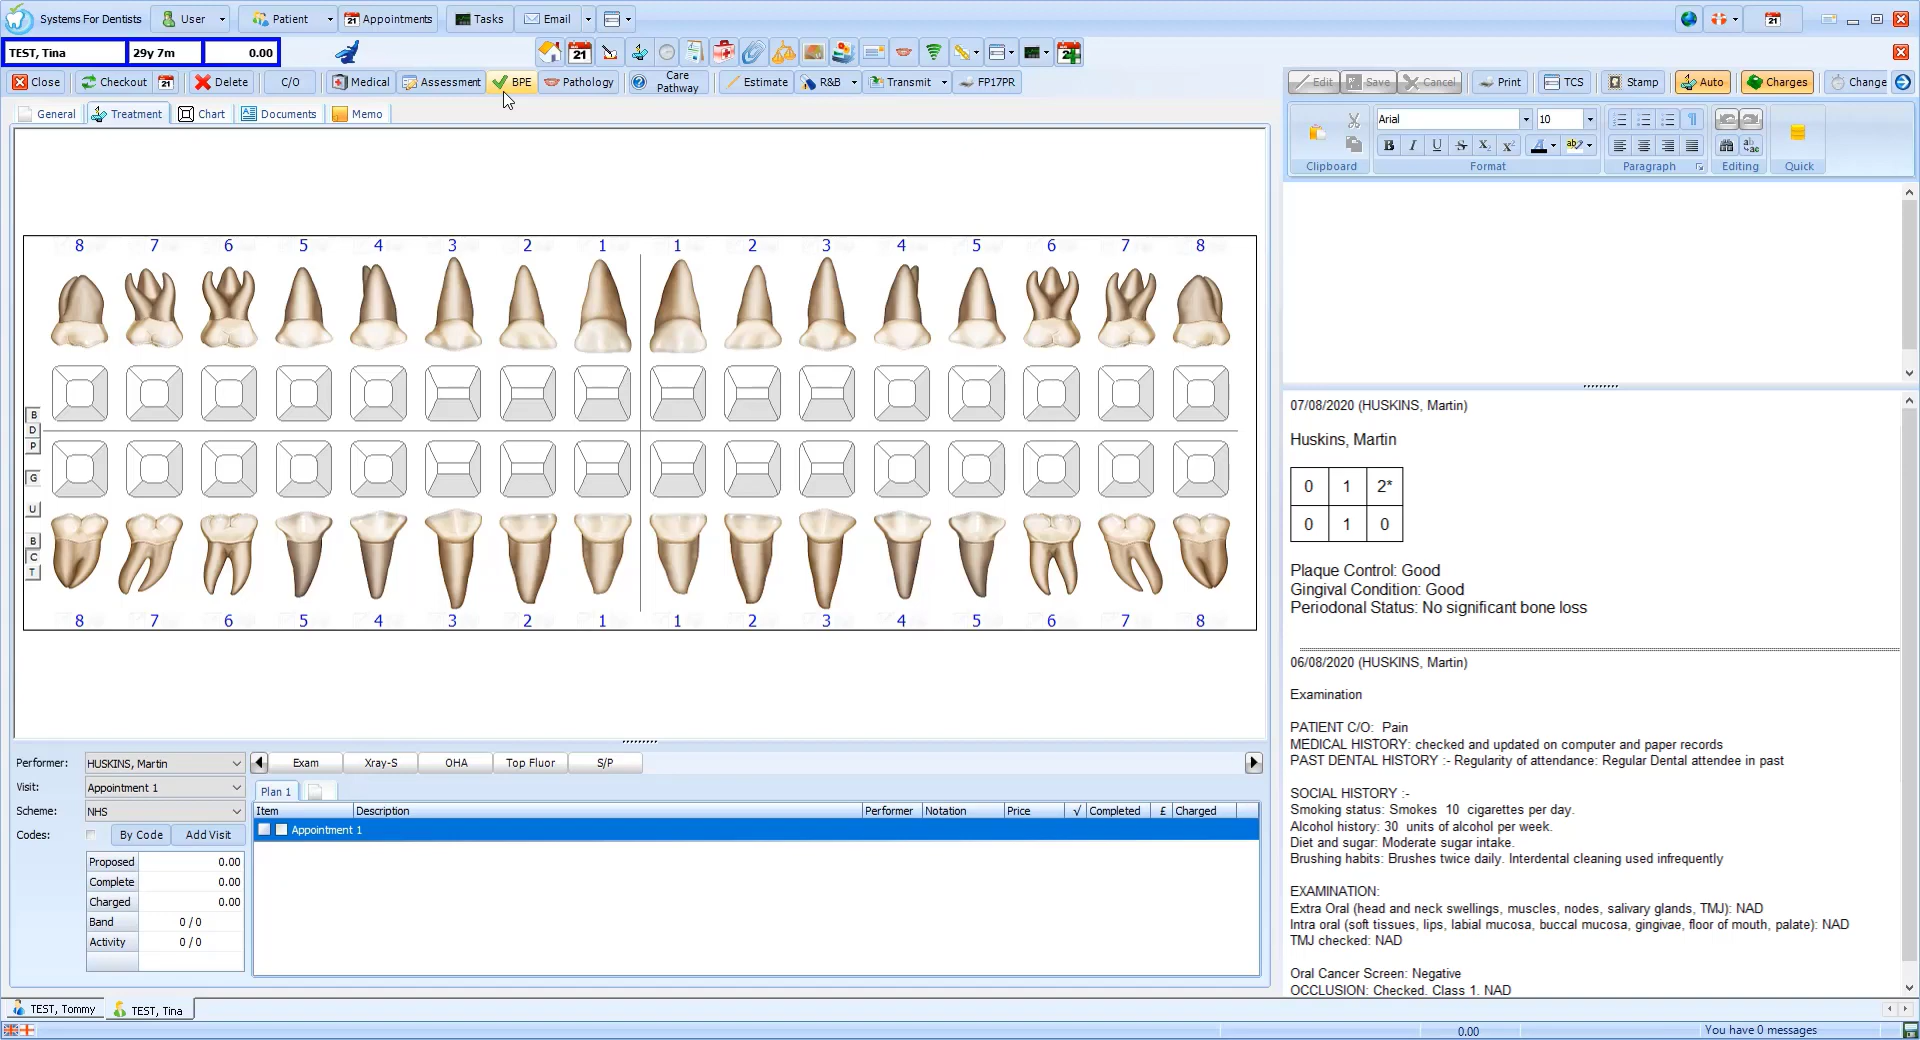 Systems For Dentists User Patient Appointments Tasks Email
TEST, Tina 29y 7m 0.00
Close Checkout Delete C/O Medical Assessment BPE Pathology Care Pathway Estimate R&B Transmit FP17PR
Edit Save Cancel Print TCS Stamp Auto Charges Change
General Treatment Chart Documents Memo
Arial 10
B I U
Clipboard Format Paragraph Editing Quick
8 7 6 5 4 3 2 1 1 2 3 4 5 6 7 8
B
D
P
G
U
B
C
T
8 7 6 5 4 3 2 1 1 2 3 4 5 6 7 8
Performer: HUSKINS, Martin
Visit: Appointment 1
Scheme: NHS
Codes: By Code Add Visit
Proposed 0.00
Complete 0.00
Charged 0.00
Band 0 / 0
Activity 0 / 0
Exam Xray-S OHA Top Fluor S/P
Plan 1
Item Description Performer Notation Price √ Completed £ Charged
Appointment 1
07/08/2020 (HUSKINS, Martin)
Huskins, Martin
0 1 2*
0 1 0
Plaque Control: Good
Gingival Condition: Good
Periodonal Status: No significant bone loss
06/08/2020 (HUSKINS, Martin)
Examination
PATIENT C/O: Pain
MEDICAL HISTORY: checked and updated on computer and paper records
PAST DENTAL HISTORY :- Regularity of attendance: Regular Dental attendee in past
SOCIAL HISTORY :-
Smoking status: Smokes 10 cigarettes per day.
Alcohol history: 30 units of alcohol per week.
Diet and sugar: Moderate sugar intake.
Brushing habits: Brushes twice daily. Interdental cleaning used infrequently
EXAMINATION:
Extra Oral (head and neck swellings, muscles, nodes, salivary glands, TMJ): NAD
Intra oral (soft tissues, lips, labial mucosa, buccal mucosa, gingivae, floor of mouth, palate): NAD
TMJ checked: NAD
Oral Cancer Screen: Negative
OCCLUSION: Checked. Class 1. NAD
TEST, Tommy TEST, Tina
0.00 You have 0 messages